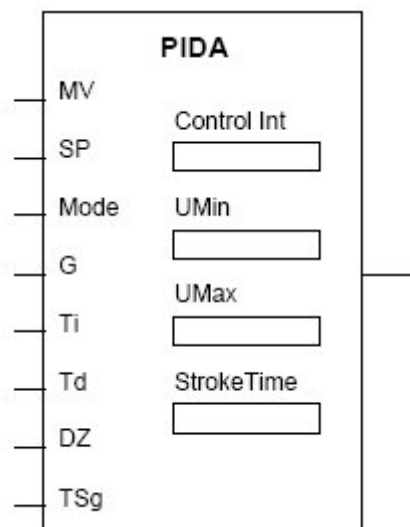 PIDA
MV
Control Int
SP
Mode
UMin
G
UMax
Ti
Td
StrokeTime
DZ
TSg